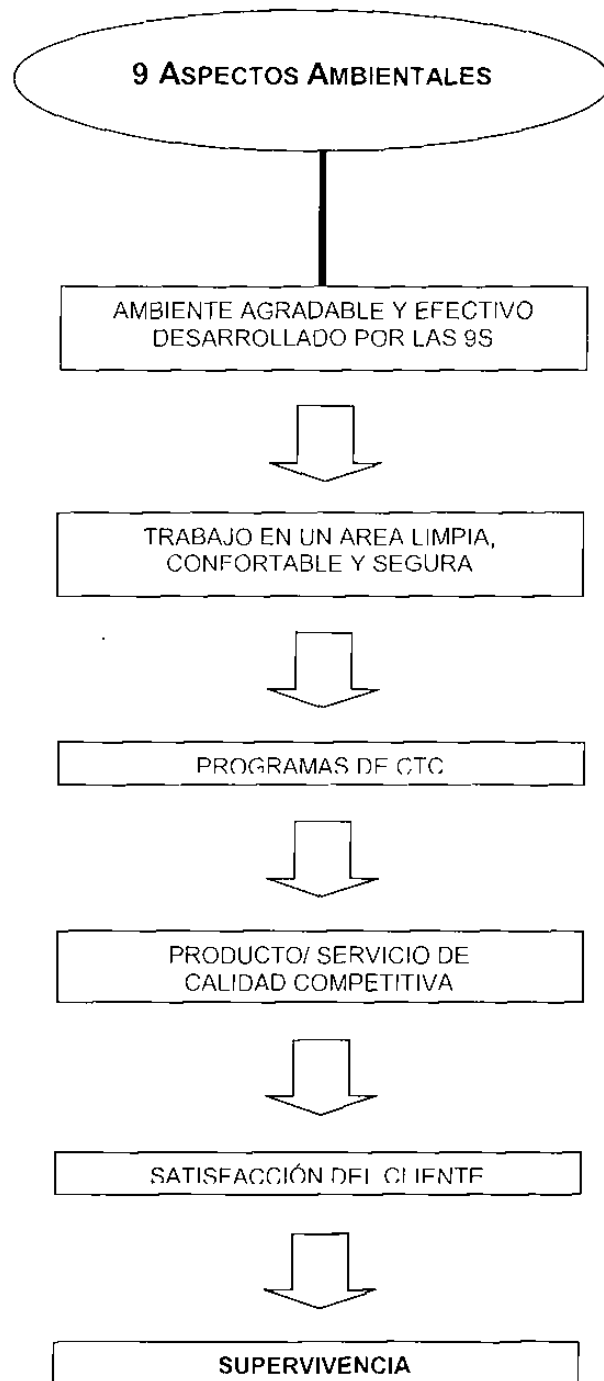 9 ASPECTOS AMBIENTALES
AMBIENTE AGRADABLE Y EFECTIVO
DESARROLLADO POR LAS 9S
TRABAJO EN UN AREA LIMPIA,
CONFORTABLE Y SEGURA
PROGRAMAS DE CTC
PRODUCTO/ SERVICIO DE
CALIDAD COMPETITIVA
SATISFACCIÓN DEL CLIENTE
SUPERVIVENCIA